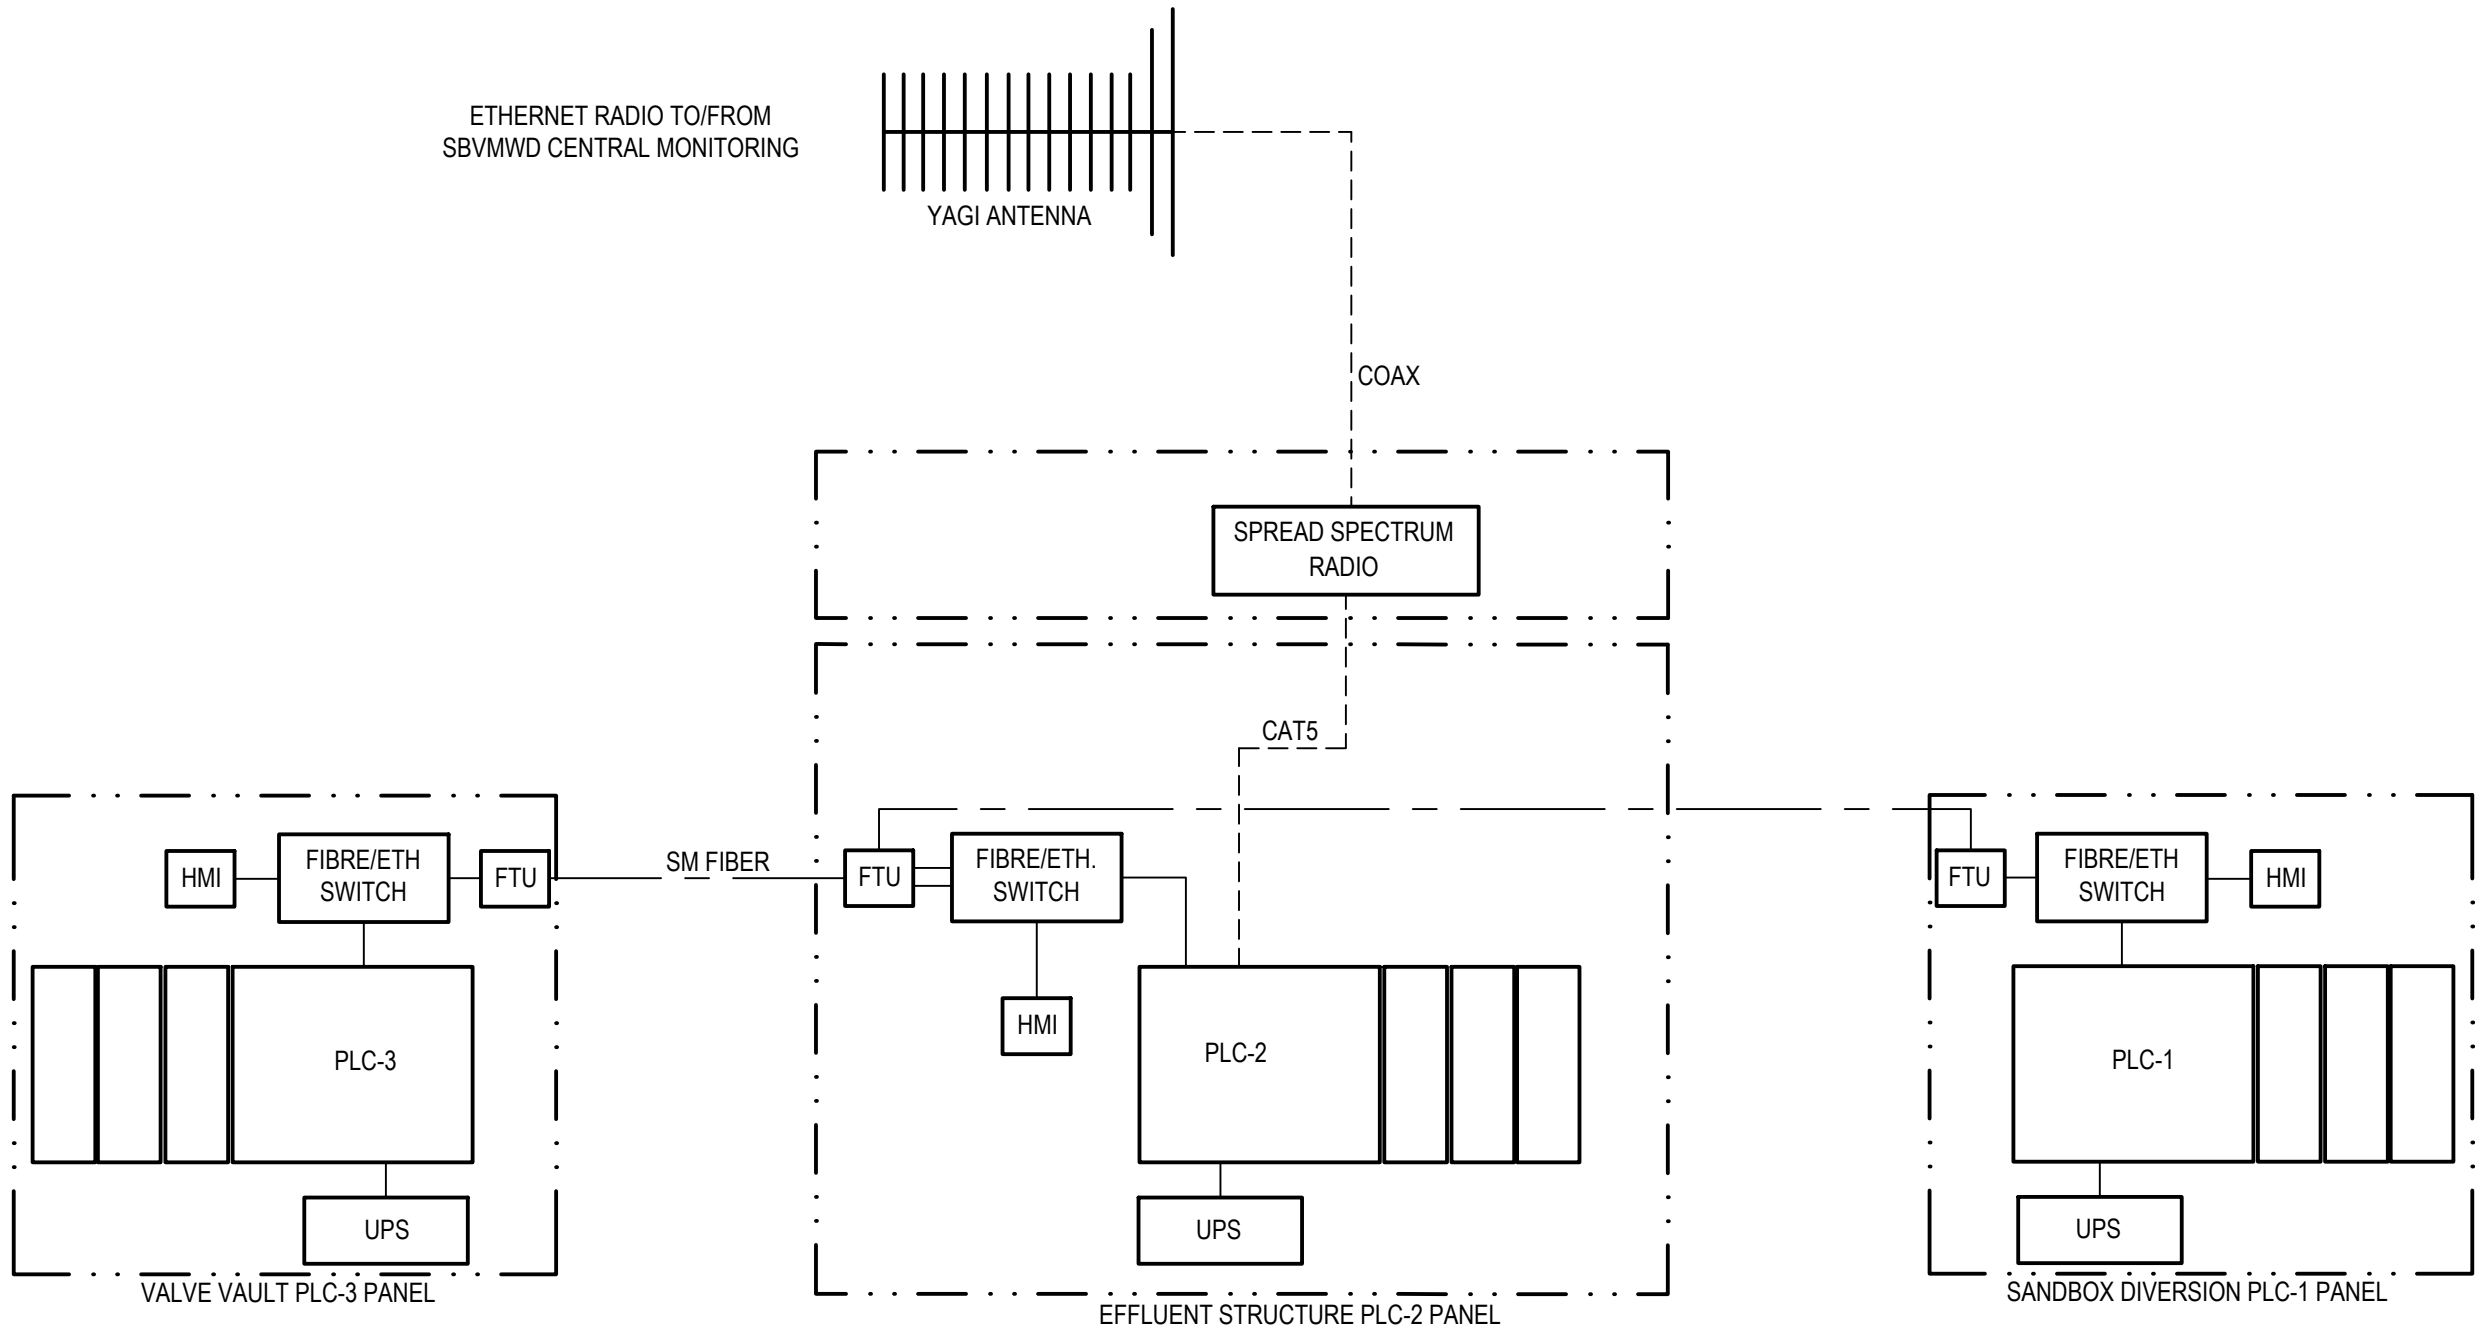 ETHERNET RADIO TO/FROM
SBVMWD CENTRAL MONITORING
YAGI ANTENNA
COAX
SPREAD SPECTRUM
RADIO
CAT5
HMI
FIBRE/ETH
SWITCH
FTU
SM FIBER
FTU
FIBRE/ETH.
SWITCH
FTU
FIBRE/ETH
SWITCH
HMI
HMI
PLC-3
PLC-2
PLC-1
UPS
UPS
UPS
VALVE VAULT PLC-3 PANEL
EFFLUENT STRUCTURE PLC-2 PANEL
SANDBOX DIVERSION PLC-1 PANEL